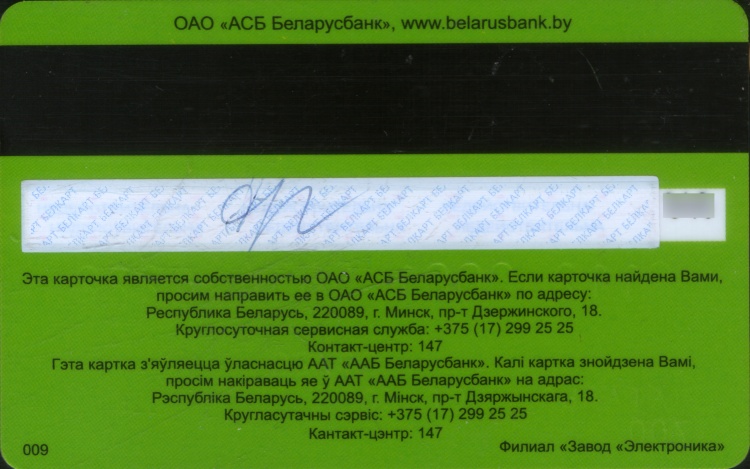 ОАО «АСБ Беларусбанк», www.belarusbank.by
БЕЛКАРТ БЕЛКАРТ БЕЛКАРТ
Эта карточка является собственностью ОАО «АСБ Беларусбанк». Если карточка найдена Вами,
просим направить ее в ОАО «АСБ Беларусбанк» по адресу:
Республика Беларусь, 220089, г. Минск, пр-т Дзержинского, 18.
Круглосуточная сервисная служба: +375 (17) 299 25 25
Контакт-центр: 147
Гэта картка з'яўляецца ўласнасцю ААТ «ААБ Беларусбанк». Калі картка знойдзена Вамі,
просім накіраваць яе ў ААТ «ААБ Беларусбанк» на адрас:
Рэспубліка Беларусь, 220089, г. Мінск, пр-т Дзяржынскага, 18.
Кругласутачны сэрвіс: +375 (17) 299 25 25
Кантакт-цэнтр: 147
009
Филиал «Завод «Электроника»